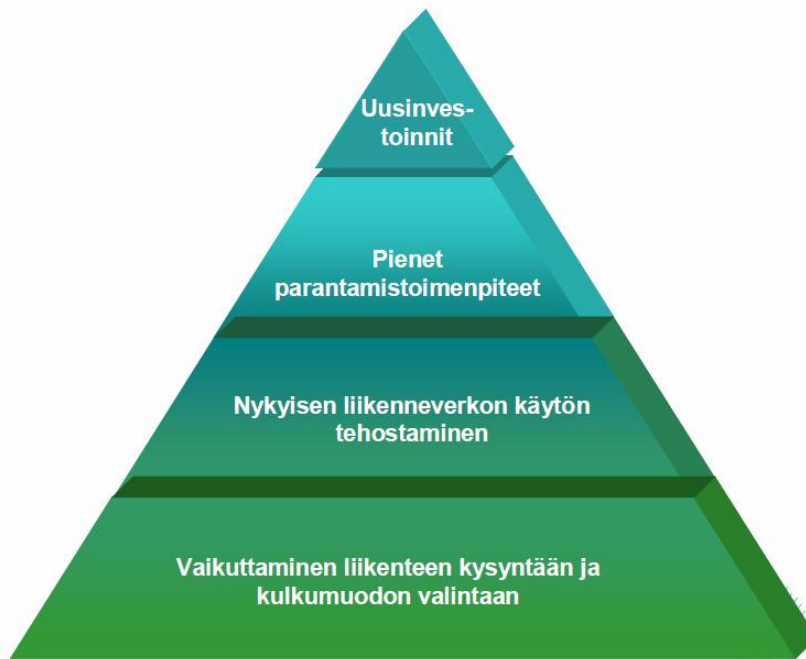 Uusinves-
toinnit
Pienet
parantamistoimenpiteet
Nykyisen liikenneverkon käytön
tehostaminen
Vaikuttaminen liikenteen kysyntään ja
kulkumuodon valintaan